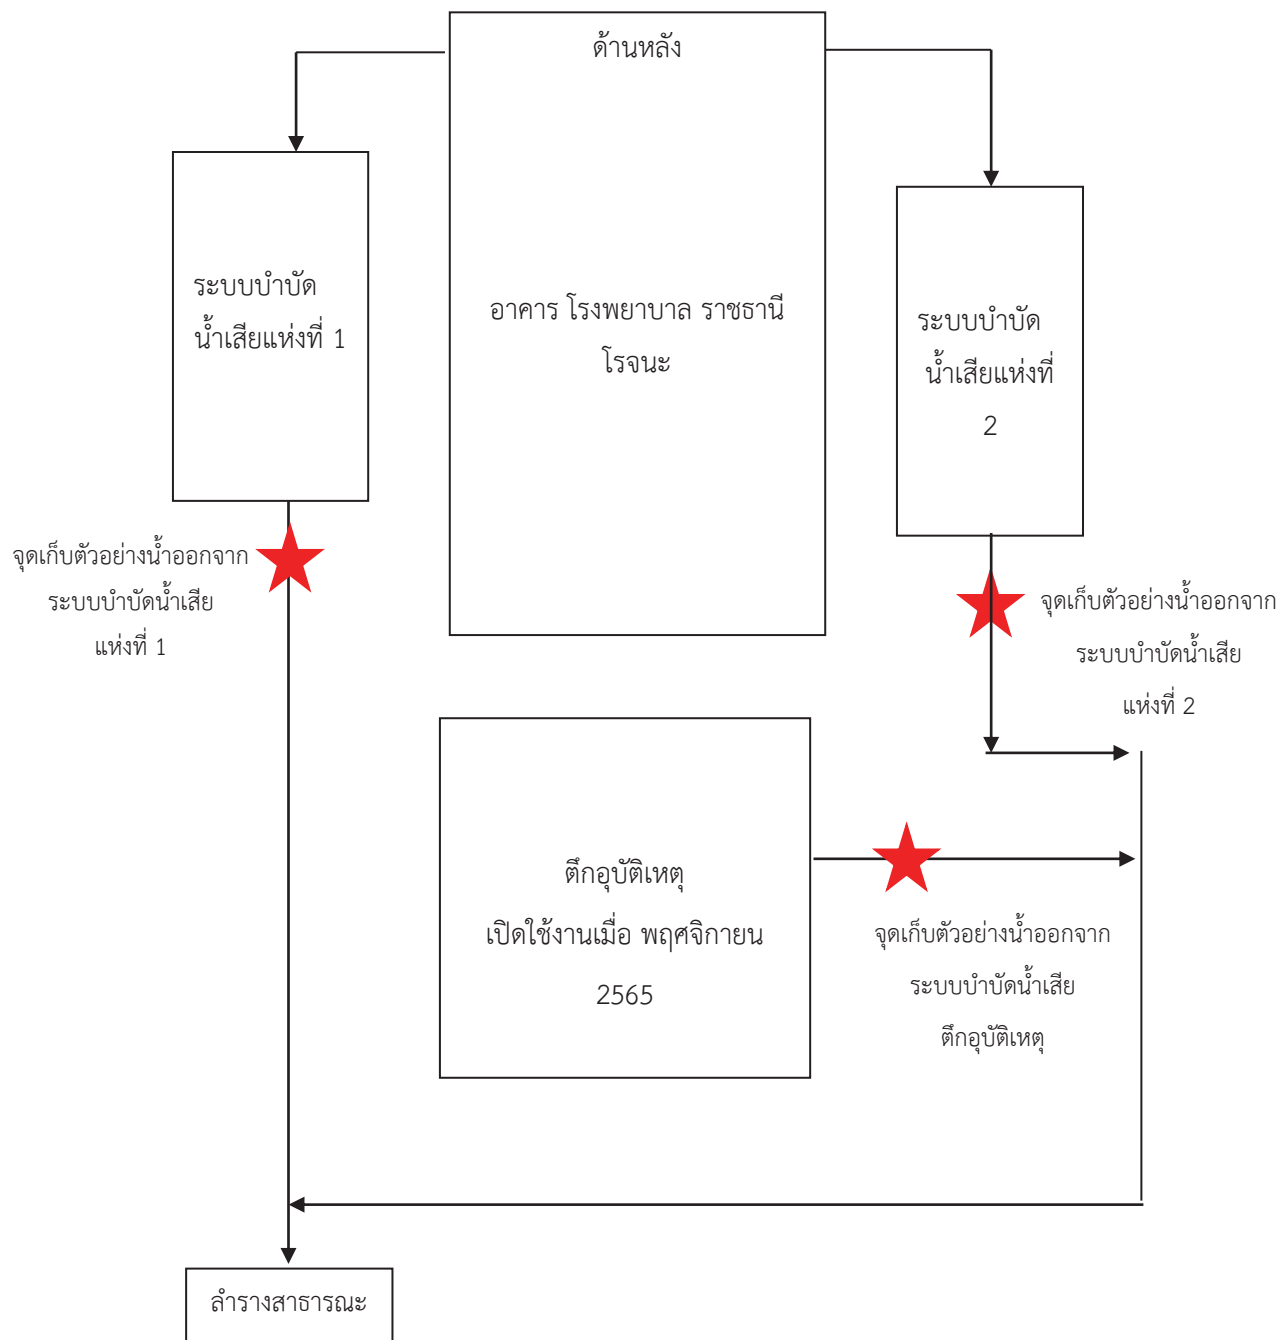 ด้านหลัง
ระบบบำบัด
น้ำเสียแห่งที่ 1
อาคาร โรงพยาบาล ราชธานี
โรจนะ
ระบบบำบัด
น้ำเสียแห่งที่
2
จุดเก็บตัวอย่างน้ำออกจาก
ระบบบำบัดน้ำเสีย
แห่งที่ 1
จุดเก็บตัวอย่างน้ำออกจาก
ระบบบำบัดน้ำเสีย
แห่งที่ 2
ตึกอุบัติเหตุ
เปิดใช้งานเมื่อ พฤศจิกายน
2565
จุดเก็บตัวอย่างน้ำออกจาก
ระบบบำบัดน้ำเสีย
ตึกอุบัติเหตุ
ลำรางสาธารณะ